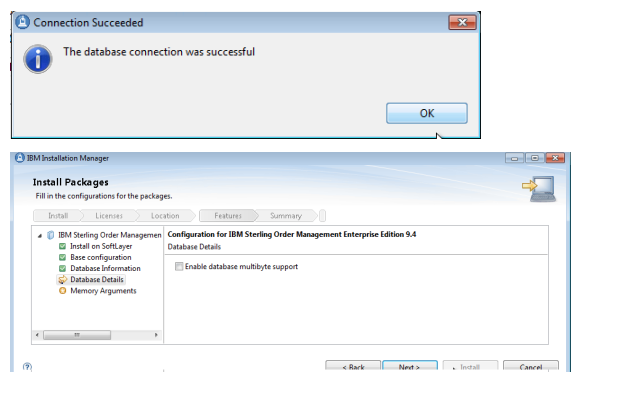 Connection Succeeded
The database connection was successful
OK
IBM Installation Manager
Install Packages
Fill in the configurations for the packages.
Install
Licenses
Location
Features
Summary
IBM Sterling Order Managemen
Install on SoftLayer
Base configuration
Database Information
Database Details
Memory Arguments
Configuration for IBM Sterling Order Management Enterprise Edition 9.4
Database Details
Enable database multibyte support
?
< Back
Next >
Install
Cancel